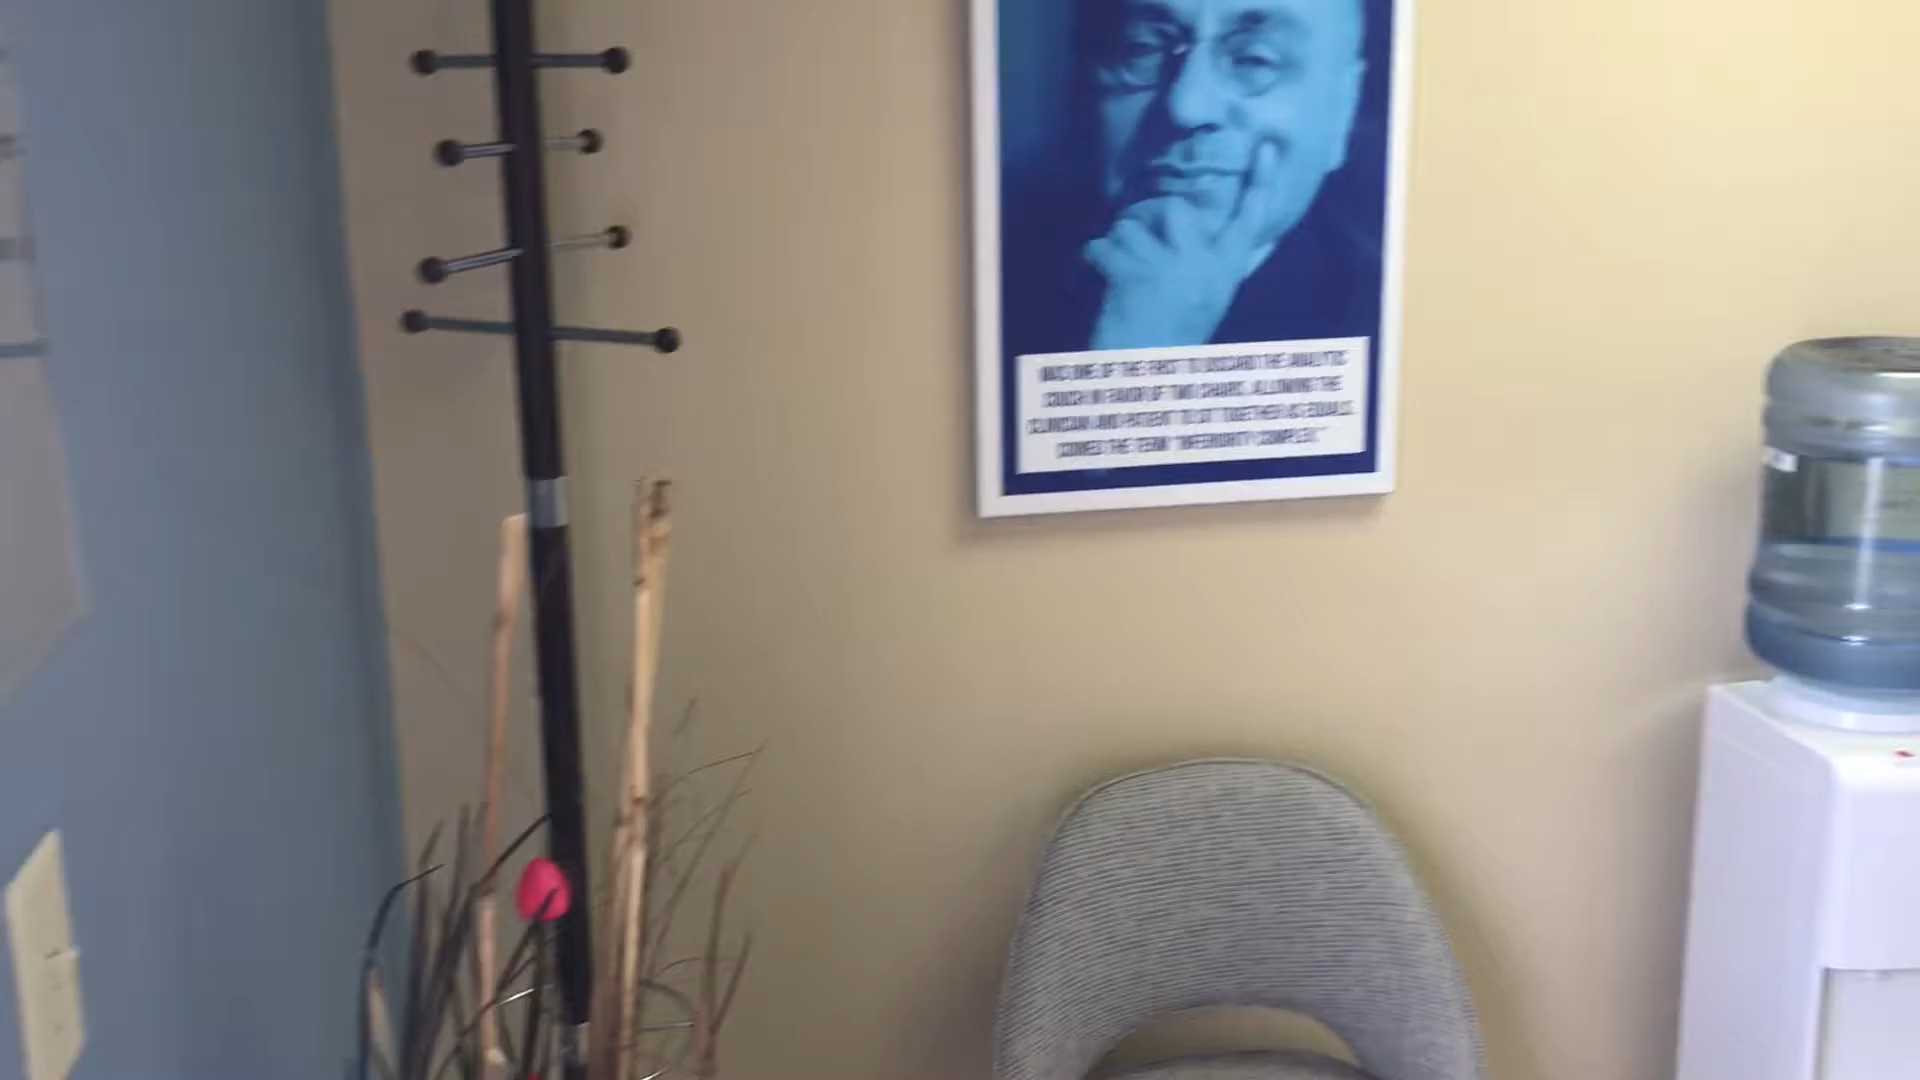 WAS ONE OF THE FIRST TO DISCARD THE ANALYTIC
COUCH IN FAVOR OF TWO CHAIRS, ALLOWING THE
CLINICIAN AND PATIENT TO SIT TOGETHER AS EQUALS.
COINED THE TERM "INFERIORITY COMPLEX."